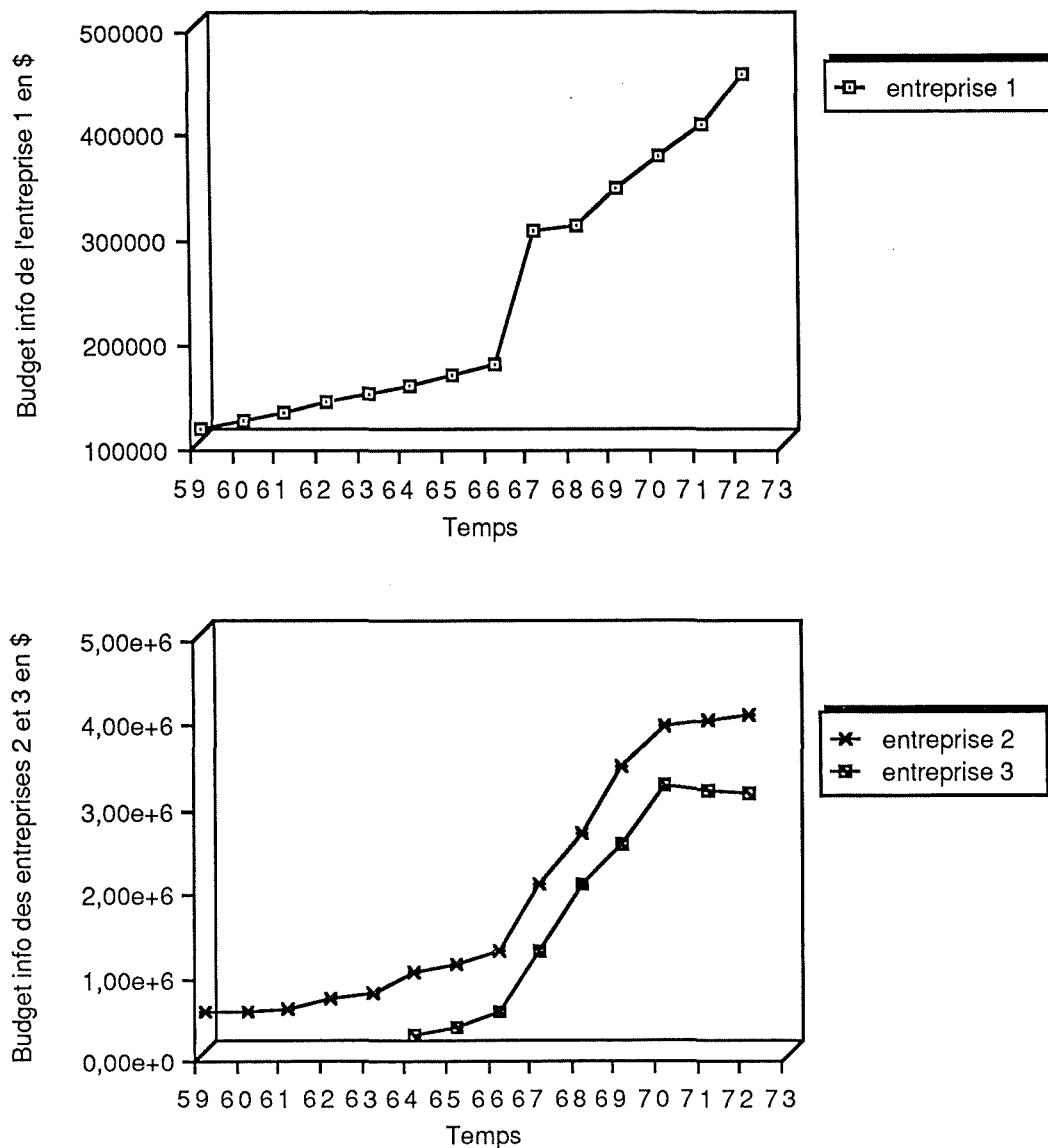 Budget info de l'entreprise 1 en $
500000
400000
300000
200000
100000
59 60 61 62 63 64 65 66 67 68 69 70 71 72 73
Temps
entreprise 1
Budget info des entreprises 2 et 3 en $
5,00e+6
4,00e+6
3,00e+6
2,00e+6
1,00e+6
0,00e+0
59 60 61 62 63 64 65 66 67 68 69 70 71 72 73
Temps
entreprise 2
entreprise 3